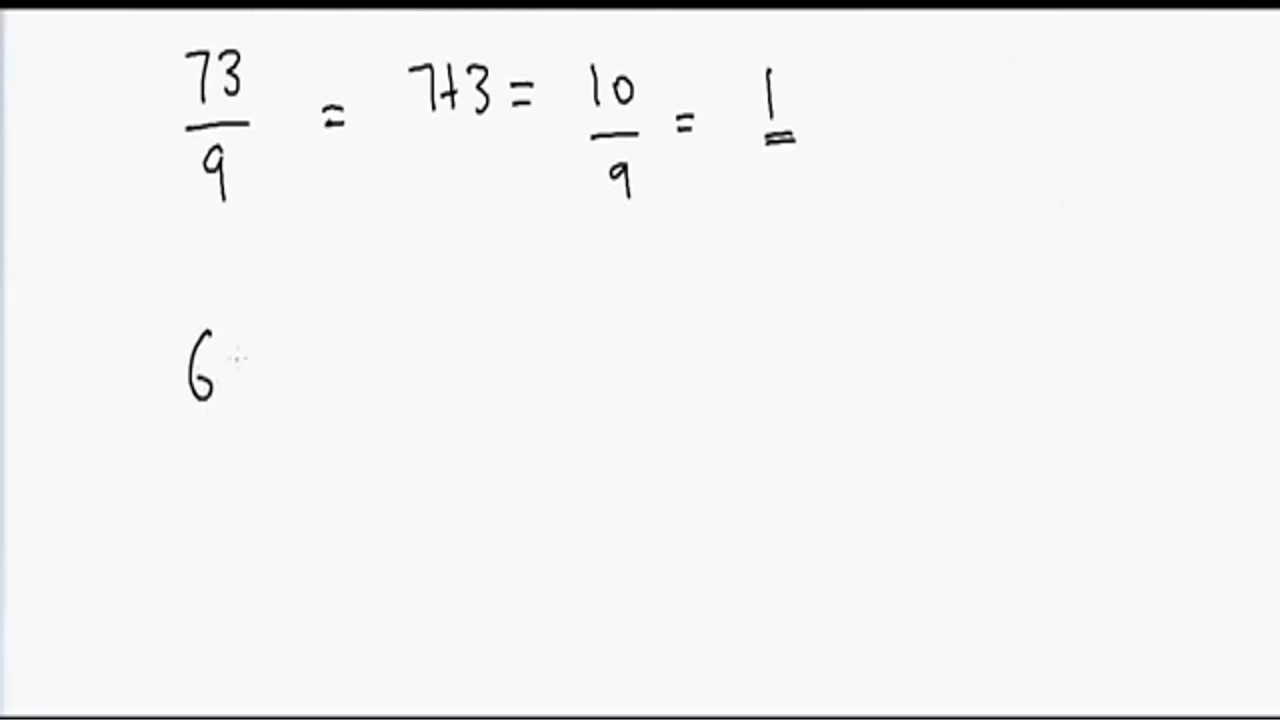 73/9 = 7+3 = 10/9 = 1
6